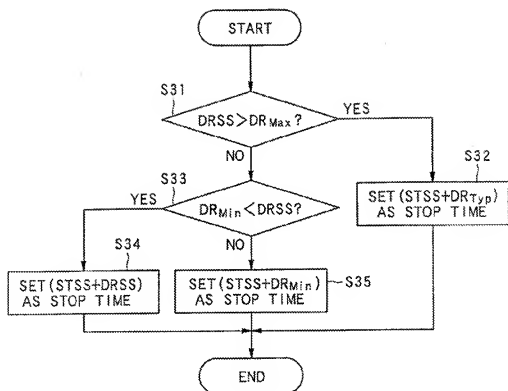 START
S31
DRSS>DRMax?
YES
NO
S32
SET(STSS+DRTyp)
AS STOP TIME
S33
YES
DRMin<DRSS?
NO
S34
SET(STSS+DRSS)
AS STOP TIME
SET(STSS+DRMin)
AS STOP TIME
S35
END